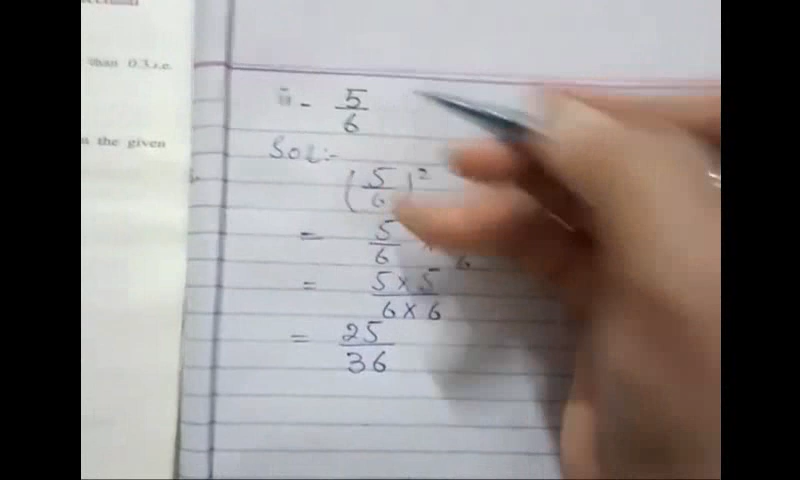 than 0.3.i.e.
the given
ii - 5/6
Sol:-
(5/6)²
= 5/6 × /6
= 5 × 5 / 6 × 6
= 25/36